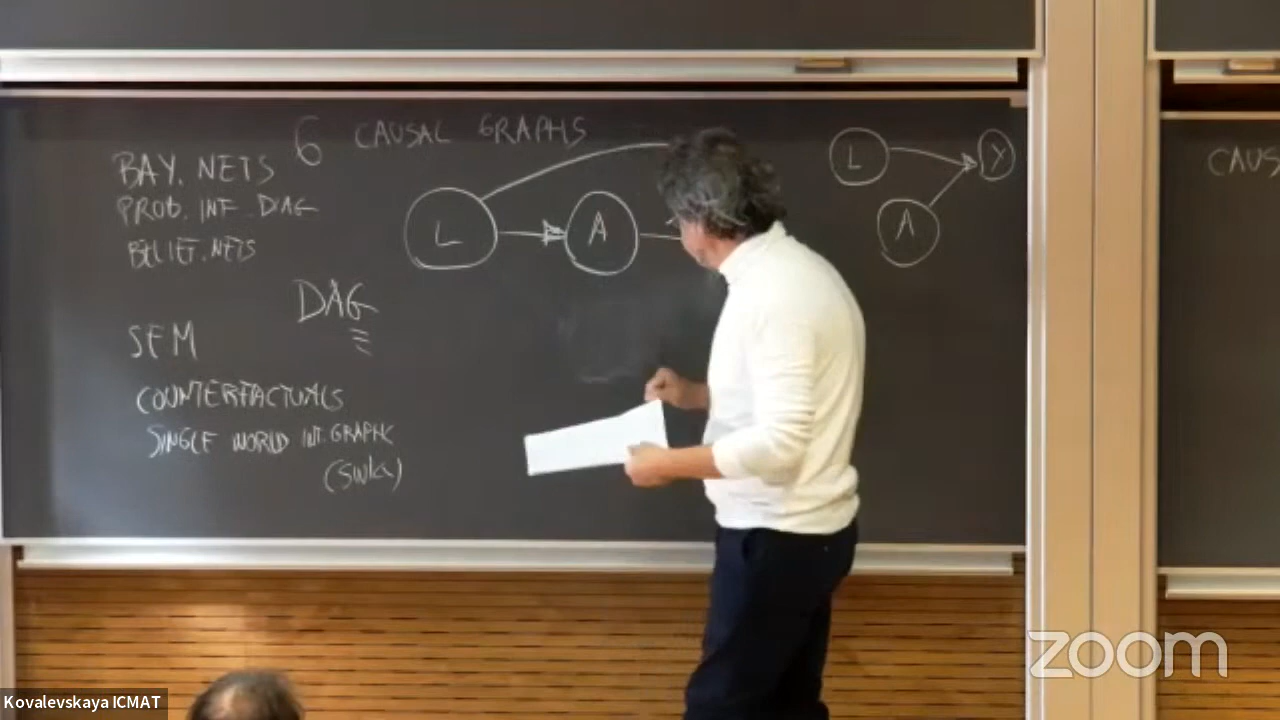 6 CAUSAL GRAPHS
BAY. NETS
PROB. INF. DIAG
BELIEF. NETS
DAG
SEM
COUNTERFACTUALS
SINGLE WORLD INT. GRAPHS
(SWIG)
L
A
L
Y
A
CAUS
zoom
Kovalevskaya ICMAT